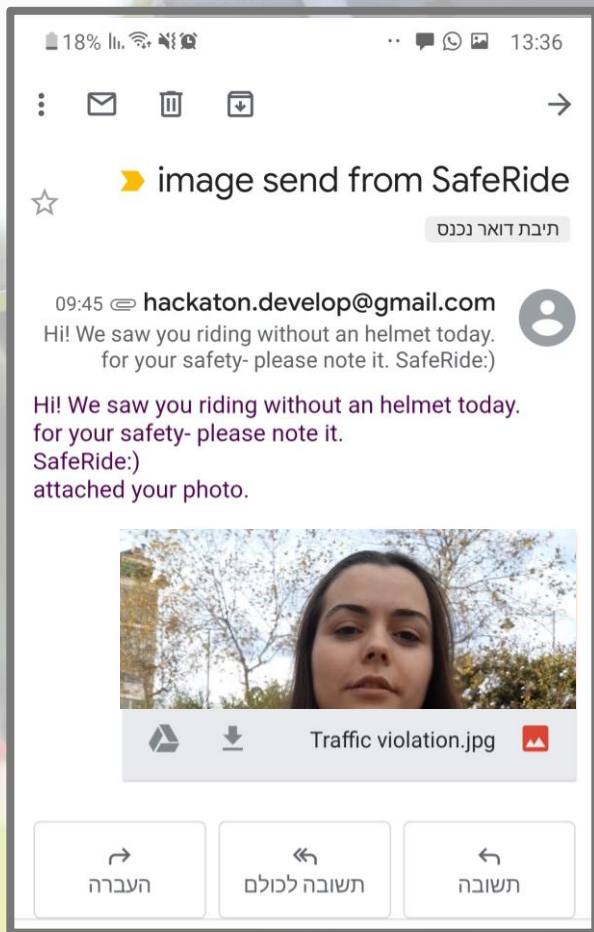 18%
13:36
image send from SafeRide
תיבת דואר נכנס
09:45 hackaton.develop@gmail.com
Hi! We saw you riding without an helmet today.
for your safety- please note it. SafeRide:)
Hi! We saw you riding without an helmet today.
for your safety- please note it.
SafeRide:)
attached your photo.
Traffic violation.jpg
תשובה
תשובה לכולם
העברה